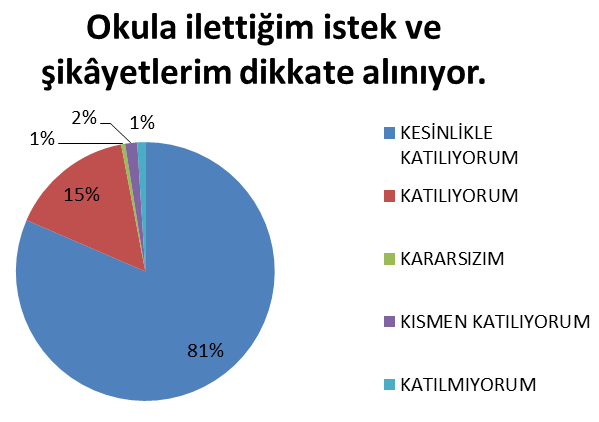 Okula ilettiğim istek ve
şikâyetlerim dikkate alınıyor.
2%
1%
1%
15%
81%
KESİNLİKLE
KATILIYORUM
KATILIYORUM
KARARSIZIM
KISMEN KATILIYORUM
KATILMIYORUM